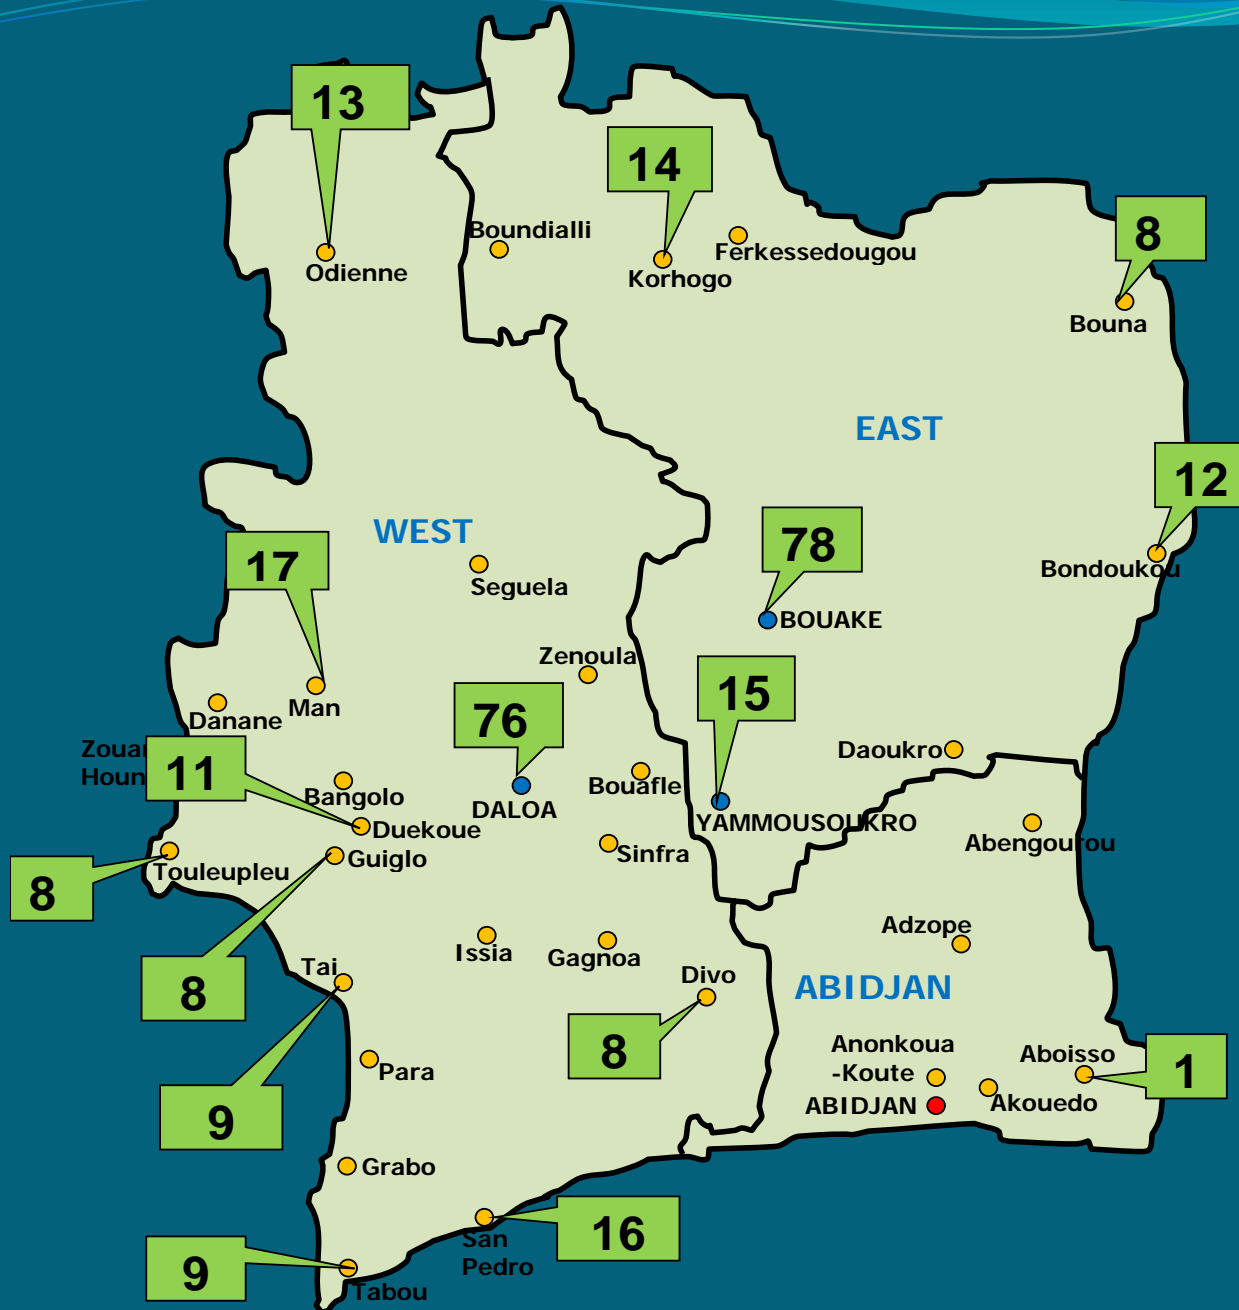 13
14
8
Boundialli
Ferkessedougou
Odienne
Korhogo
Bouna
EAST
12
WEST
78
17
Bondoukou
Seguela
BOUAKE
Zenoula
15
76
Man
Danane
Daoukro
11
Bouafle
Bangolo
DALOA
YAMMOUSOUKRO
Duekoue
Abengourou
Sinfra
Guiglo
Touleupleu
8
Adzope
Issia
Gagnoa
Tai
Divo
ABIDJAN
8
8
Anonkoua
-Koute
Aboisso
1
Para
Akouedo
ABIDJAN
9
Grabo
16
San
Pedro
9
Tabou